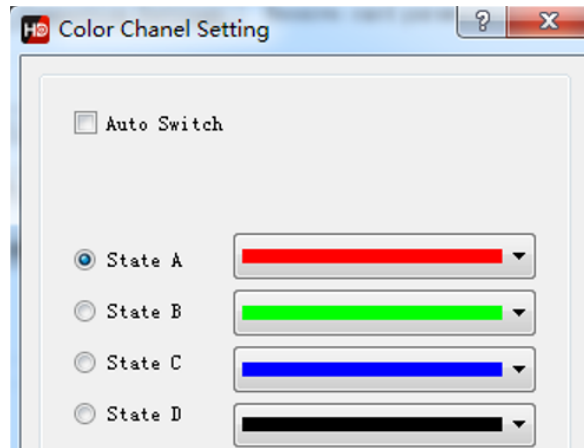 HD Color Chanel Setting
?
Auto Switch
State A
State B
State C
State D